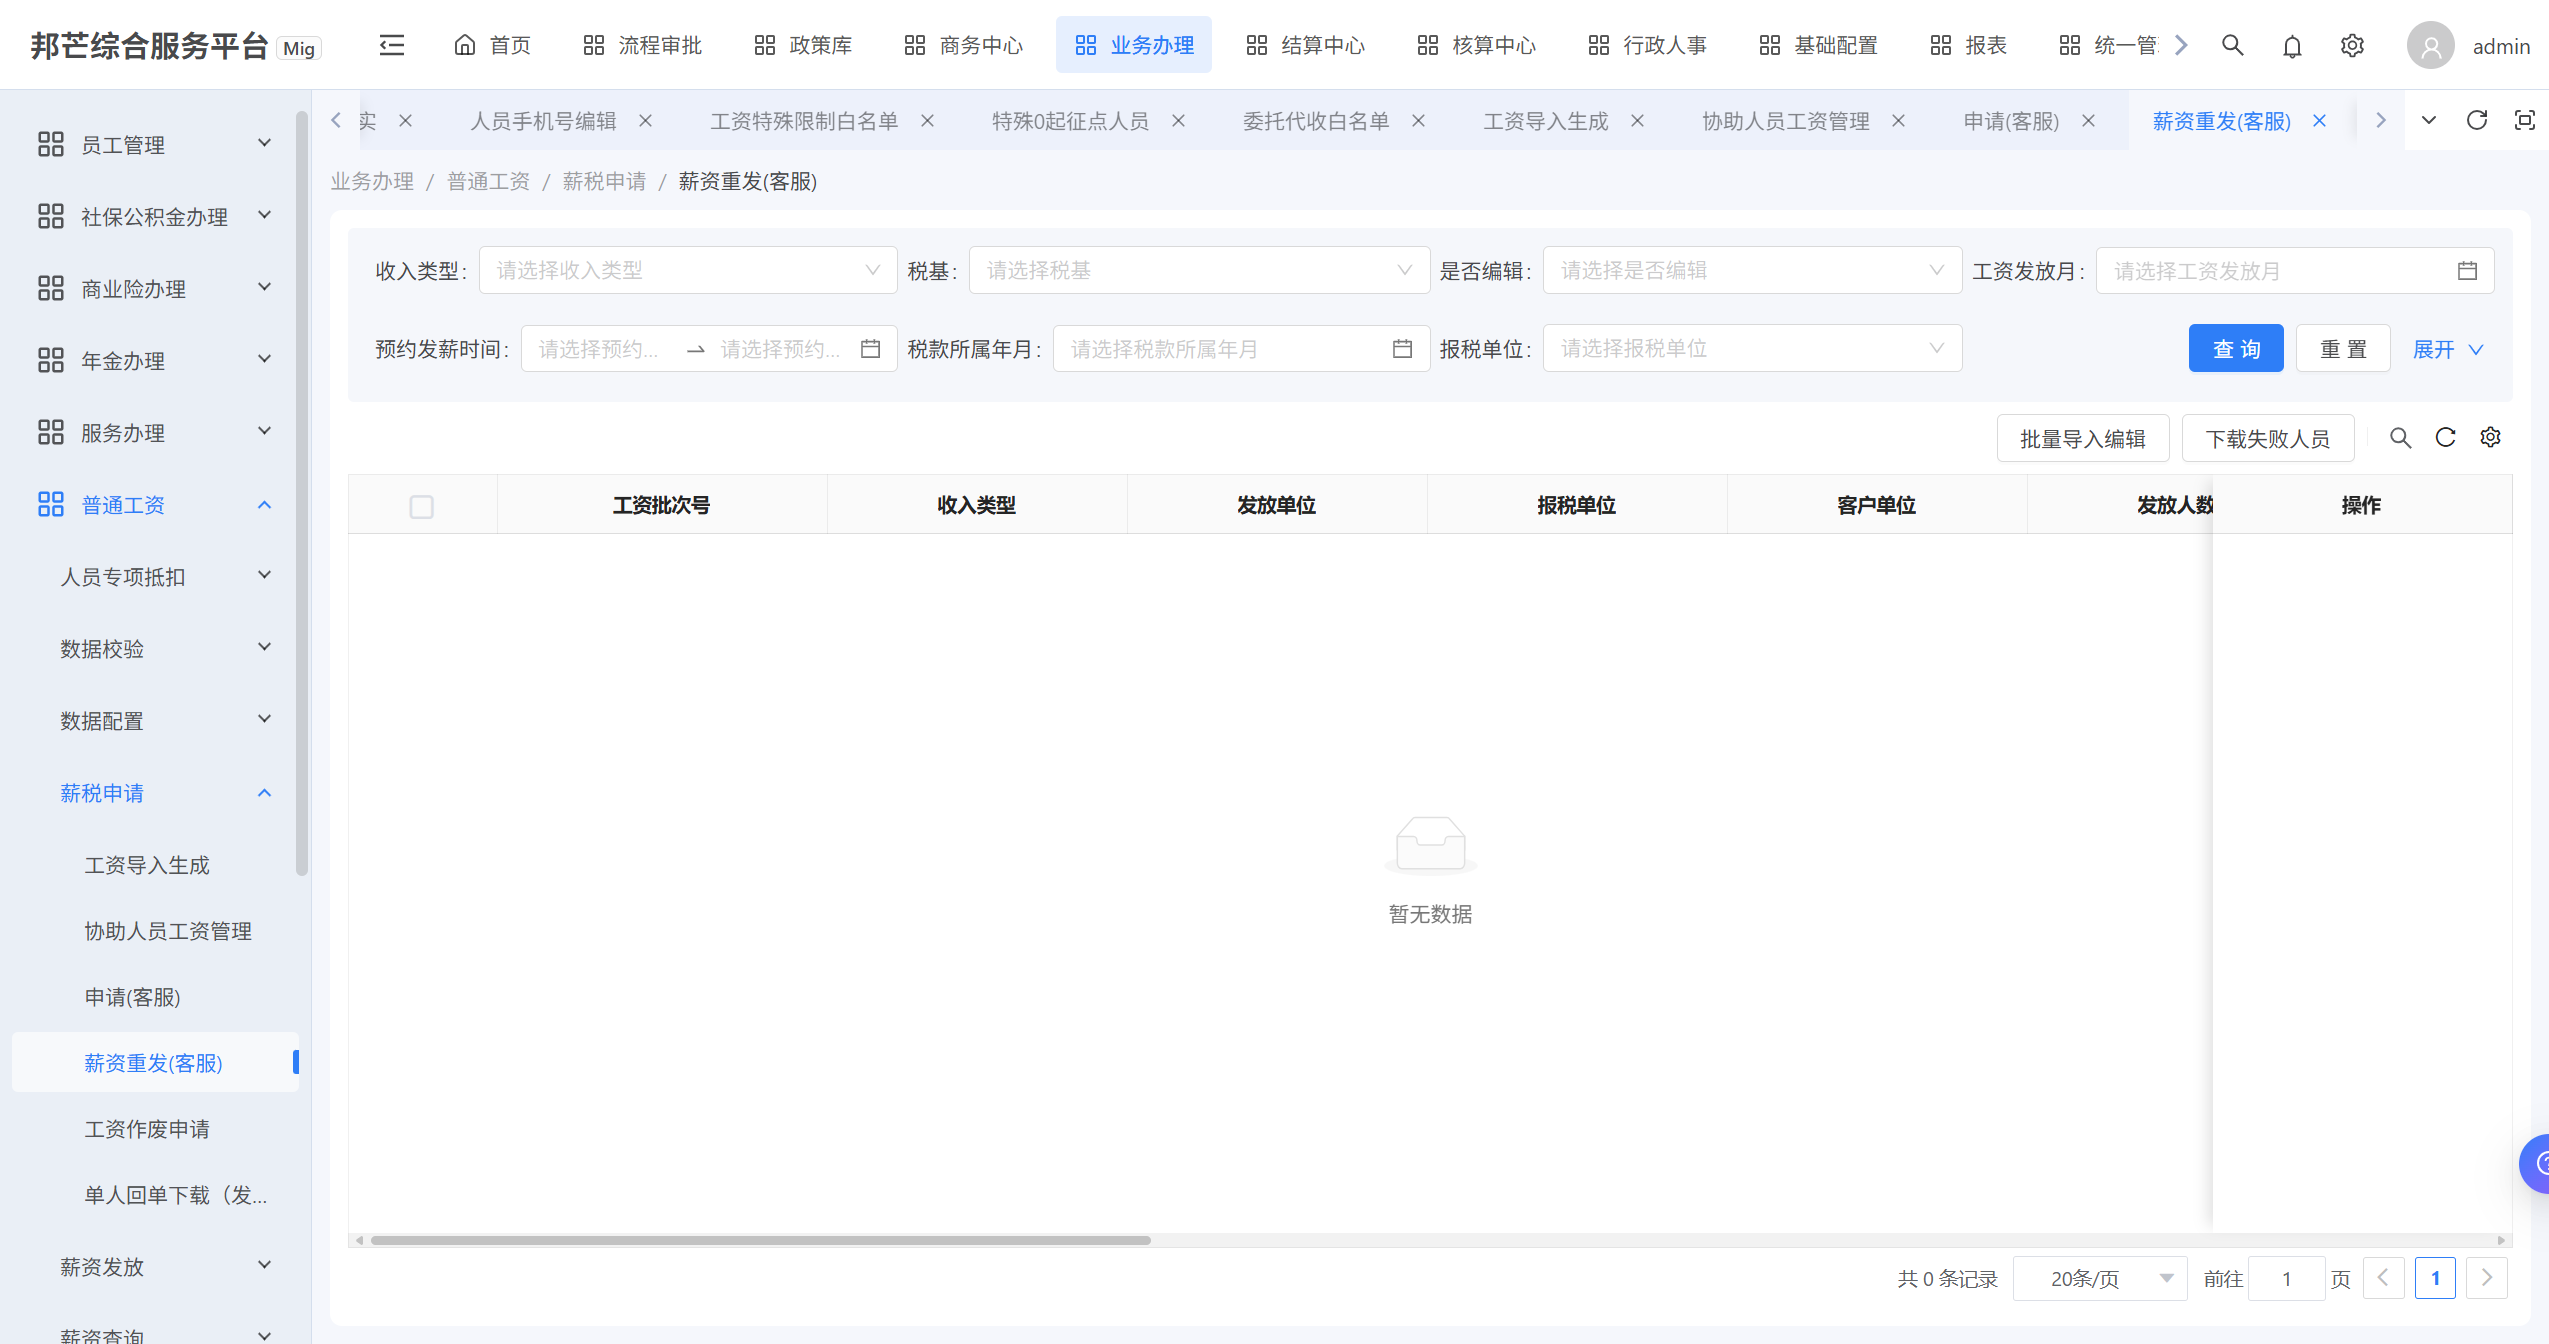 邦芒综合服务平台 Mig 首页 流程审批 政策库 商务中心 业务办理 结算中心 核算中心 行政人事 基础配置 报表 统一管 admin
实 人员手机号编辑 工资特殊限制白名单 特殊0起征点人员 委托代收白名单 工资导入生成 协助人员工资管理 申请(客服) 薪资重发(客服)
业务办理 / 普通工资 / 薪税申请 / 薪资重发(客服)
员工管理
社保公积金办理
商业险办理
年金办理
服务办理
普通工资
人员专项抵扣
数据校验
数据配置
薪税申请
工资导入生成
协助人员工资管理
申请(客服)
薪资重发(客服)
工资作废申请
单人回单下载（发...
薪资发放
薪资查询
收入类型: 请选择收入类型 税基: 请选择税基 是否编辑: 请选择是否编辑 工资发放月: 请选择工资发放月
预约发薪时间: 请选择预约... 请选择预约... 税款所属年月: 请选择税款所属年月 报税单位: 请选择报税单位 查 询 重 置 展开
批量导入编辑 下载失败人员
工资批次号 收入类型 发放单位 报税单位 客户单位 发放人数 操作
暂无数据
共 0 条记录 20条/页 前往 1 页 1